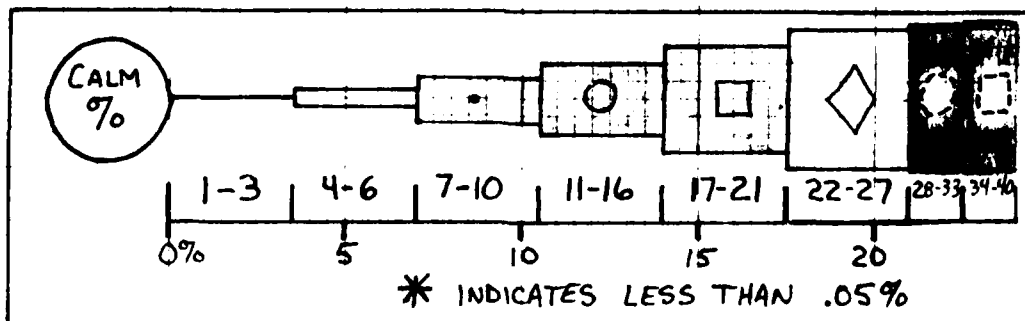 CALM
%
1-3 4-6 7-10 11-16 17-21 22-27 28-33 34-40
0% 5 10 15 20
* INDICATES LESS THAN .05%